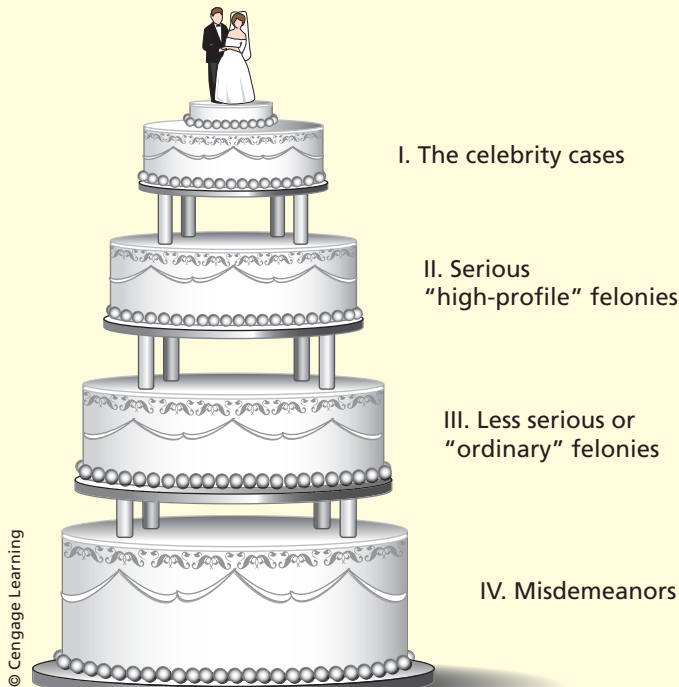 I. The celebrity cases
II. Serious
“high-profile” felonies
III. Less serious or
“ordinary” felonies
IV. Misdemeanors
© Cengage Learning